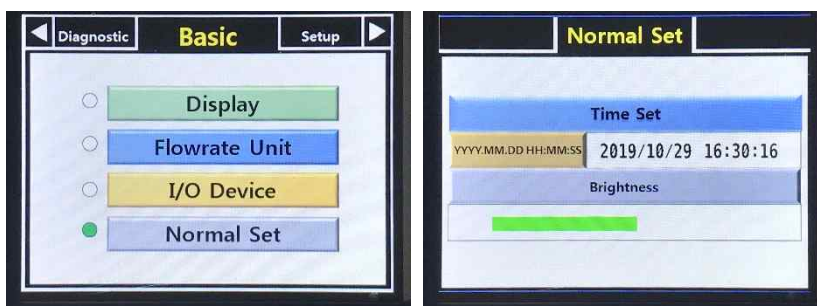 Diagnostic Basic Setup
Display
Flowrate Unit
I/O Device
Normal Set
Normal Set
Time Set
YYYY.MM.DD HH:MM:SS 2019/10/29 16:30:16
Brightness